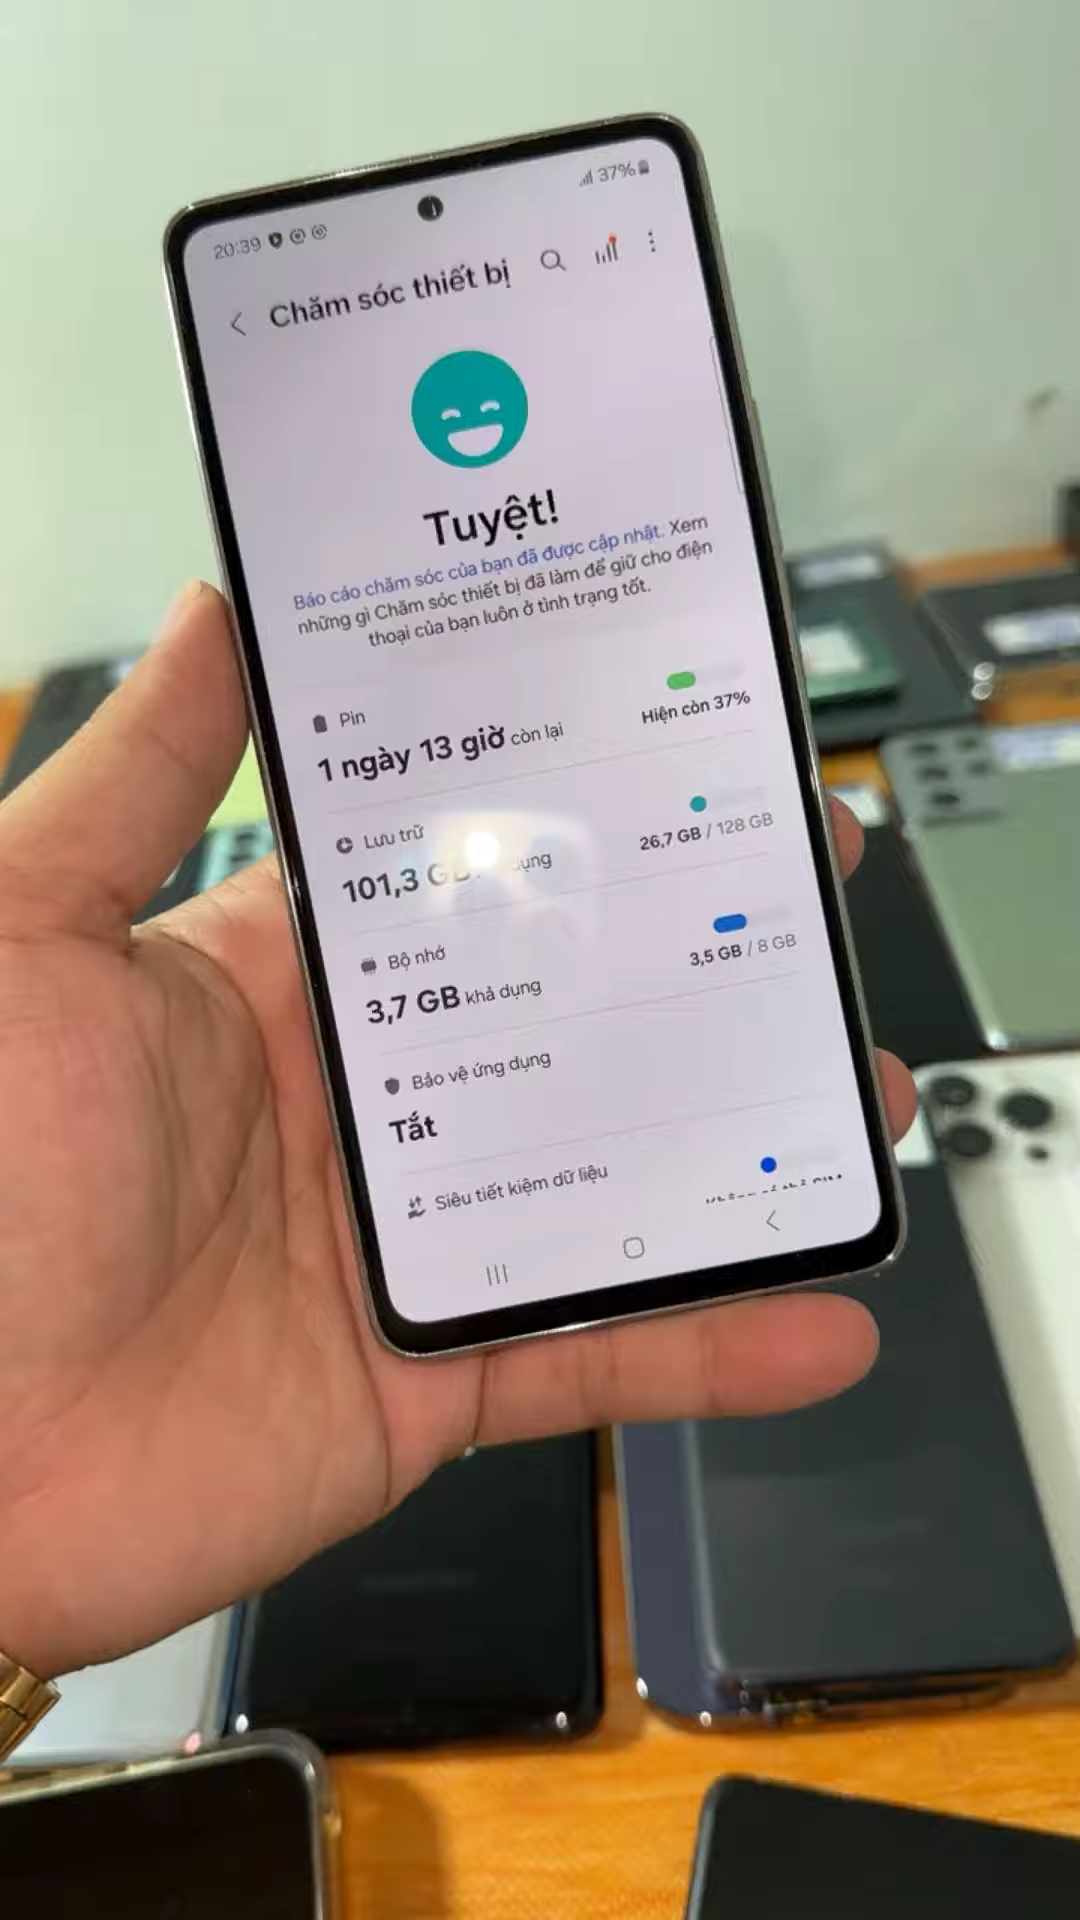 20:39
37%
Chăm sóc thiết bị
Tuyệt!
Báo cáo chăm sóc của bạn đã được cập nhật. Xem
những gì Chăm sóc thiết bị đã làm để giữ cho điện
thoại của bạn luôn ở tình trạng tốt.
Pin
1 ngày 13 giờ còn lại
Hiện còn 37%
Lưu trữ
101,3 GB
26,7 GB / 128 GB
Bộ nhớ
3,7 GB khả dụng
3,5 GB / 8 GB
Bảo vệ ứng dụng
Tắt
Siêu tiết kiệm dữ liệu